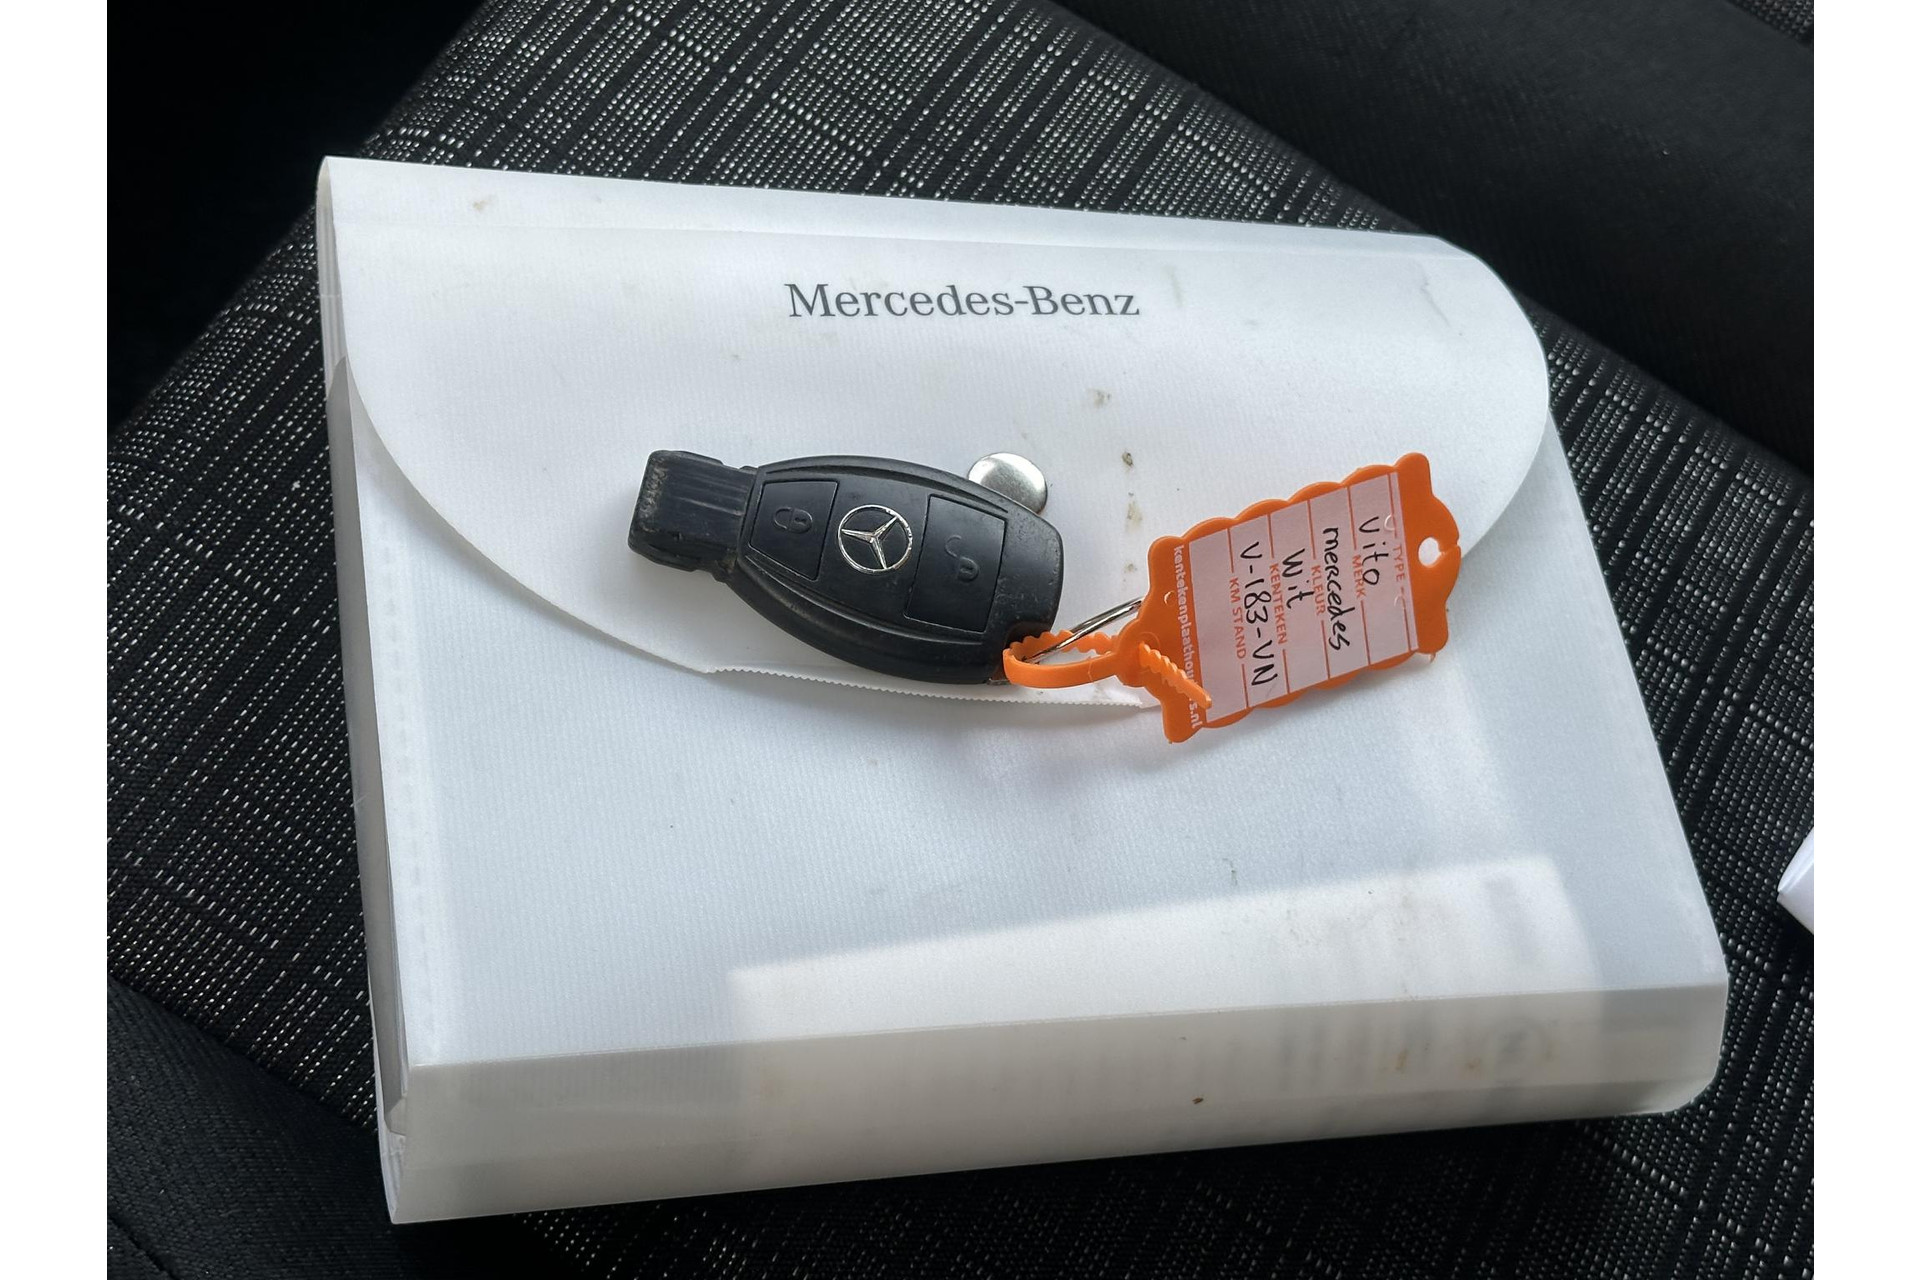 Mercedes-Benz
TYPE
Vito
MERK
mercedes
KLEUR
Wit
KENTEKEN
V-183-VN
KM STAND